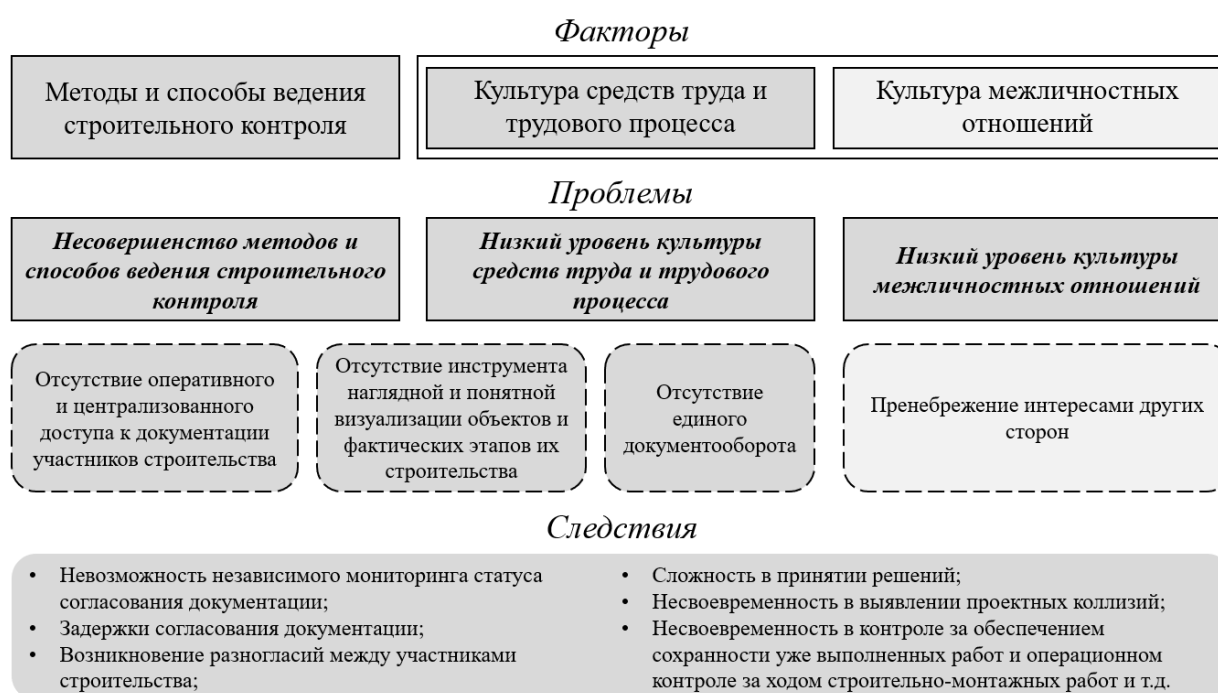 Факторы
Методы и способы ведения
строительного контроля
Культура средств труда и
трудового процесса
Культура межличностных
отношений
Проблемы
Несовершенство методов и
способов ведения строительного
контроля
Низкий уровень культуры
средств труда и трудового
процесса
Низкий уровень культуры
межличностных отношений
Отсутствие оперативного
и централизованного
доступа к документации
участников строительства
Отсутствие инструмента
наглядной и понятной
визуализации объектов и
фактических этапов их
строительства
Отсутствие
единого
документооборота
Пренебрежение интересами других
сторон
Следствия
• Невозможность независимого мониторинга статуса
согласования документации;
• Задержки согласования документации;
• Возникновение разногласий между участниками
строительства;
• Сложность в принятии решений;
• Несвоевременность в выявлении проектных коллизий;
• Несвоевременность в контроле за обеспечением
сохранности уже выполненных работ и операционном
контроле за ходом строительно-монтажных работ и т.д.